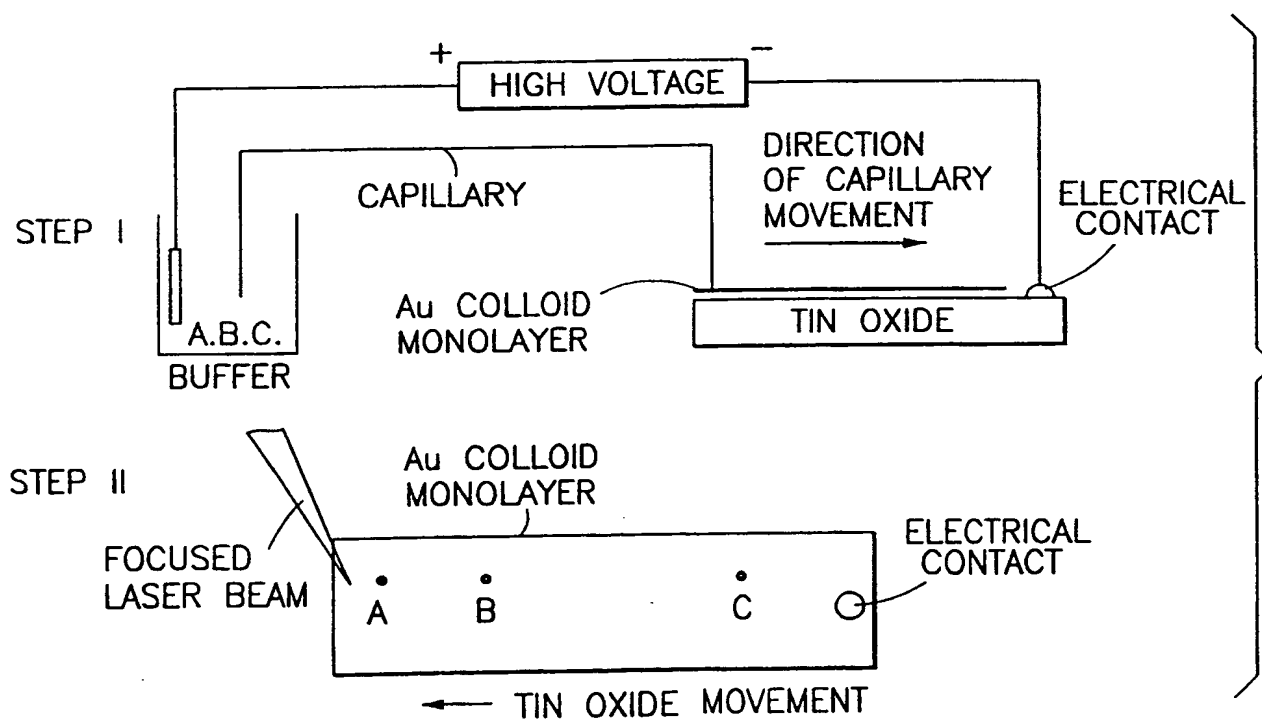 +
−
HIGH VOLTAGE
DIRECTION
OF CAPILLARY
MOVEMENT
CAPILLARY
ELECTRICAL
CONTACT
STEP I
Au COLLOID
MONOLAYER
TIN OXIDE
A.B.C.
BUFFER
STEP II
Au COLLOID
MONOLAYER
FOCUSED
LASER BEAM
ELECTRICAL
CONTACT
A
B
C
TIN OXIDE MOVEMENT